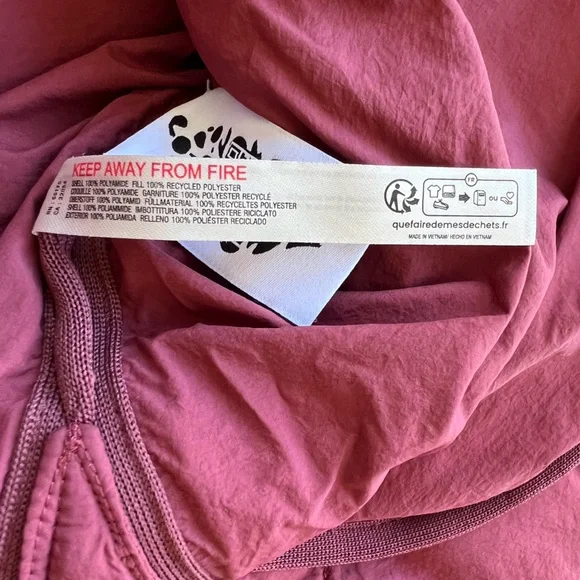 KEEP AWAY FROM FIRE
SHELL 100% POLYAMIDE FILL 100% RECYCLED POLYESTER
COQUILLE 100% POLYAMIDE GARNITURE 100% POLYESTER RECYCLÉ
OBERSTOFF 100% POLYAMID FÜLLMATERIAL 100% RECYCELTES POLYESTER
SHELL 100% POLIAMMIDE IMBOTTITURA 100% POLIESTERE RICICLATO
EXTERIOR 100% POLIAMIDA RELLENO 100% POLIÉSTER RECICLADO
FR
ou
quefairedemesdechets.fr
MADE IN VIETNAM/ HECHO EN VIETNAM